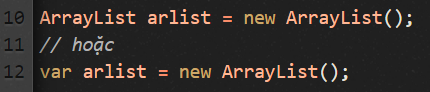 10 ArrayList arlist = new ArrayList();
11 // hoặc
12 var arlist = new ArrayList();